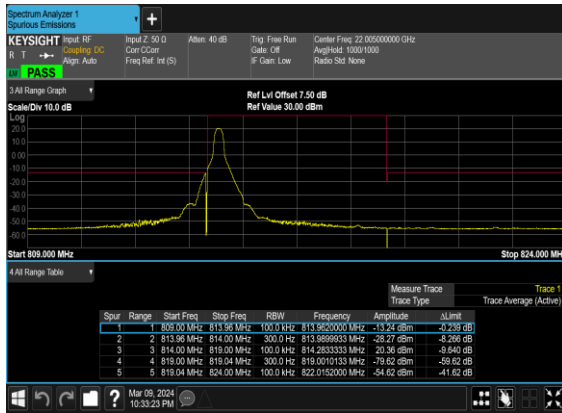 Spectrum Analyzer 1
Spurious Emissions
+
KEYSIGHT Input: RF Input Z: 50 Ω Atten: 40 dB Trig: Free Run Center Freq: 22.005000000 GHz
R T Coupling: DC Corr CCorr Gate: Off Avg|Hold: 1000/1000
Align: Auto Freq Ref: Int (S) IF Gain: Low Radio Std: None
PASS
3 All Range Graph
Ref Lvl Offset 7.50 dB
Scale/Div 10.0 dB Ref Value 30.00 dBm
Log
20.0
10.0
0.00
-10.0
-20.0
-30.0
-40.0
-50.0
-60.0
Start 809.000 MHz Stop 824.000 MH
4 All Range Table
Measure Trace Trace 1
Trace Type Trace Average (Active)
Spur Range Start Freq Stop Freq RBW Frequency Amplitude ΔLimit
1 1 809.00 MHz 813.96 MHz 100.0 kHz 813.9620000 MHz -13.24 dBm -0.239 dB
2 2 813.96 MHz 814.00 MHz 300.0 Hz 813.9899933 MHz -28.27 dBm -8.266 dB
3 3 814.00 MHz 819.00 MHz 100.0 kHz 814.2833333 MHz 20.36 dBm -9.640 dB
4 4 819.00 MHz 819.04 MHz 300.0 Hz 819.0010133 MHz -79.62 dBm -59.62 dB
5 5 819.04 MHz 824.00 MHz 100.0 kHz 822.0152000 MHz -54.62 dBm -41.62 dB
? Mar 09, 2024
10:33:23 PM